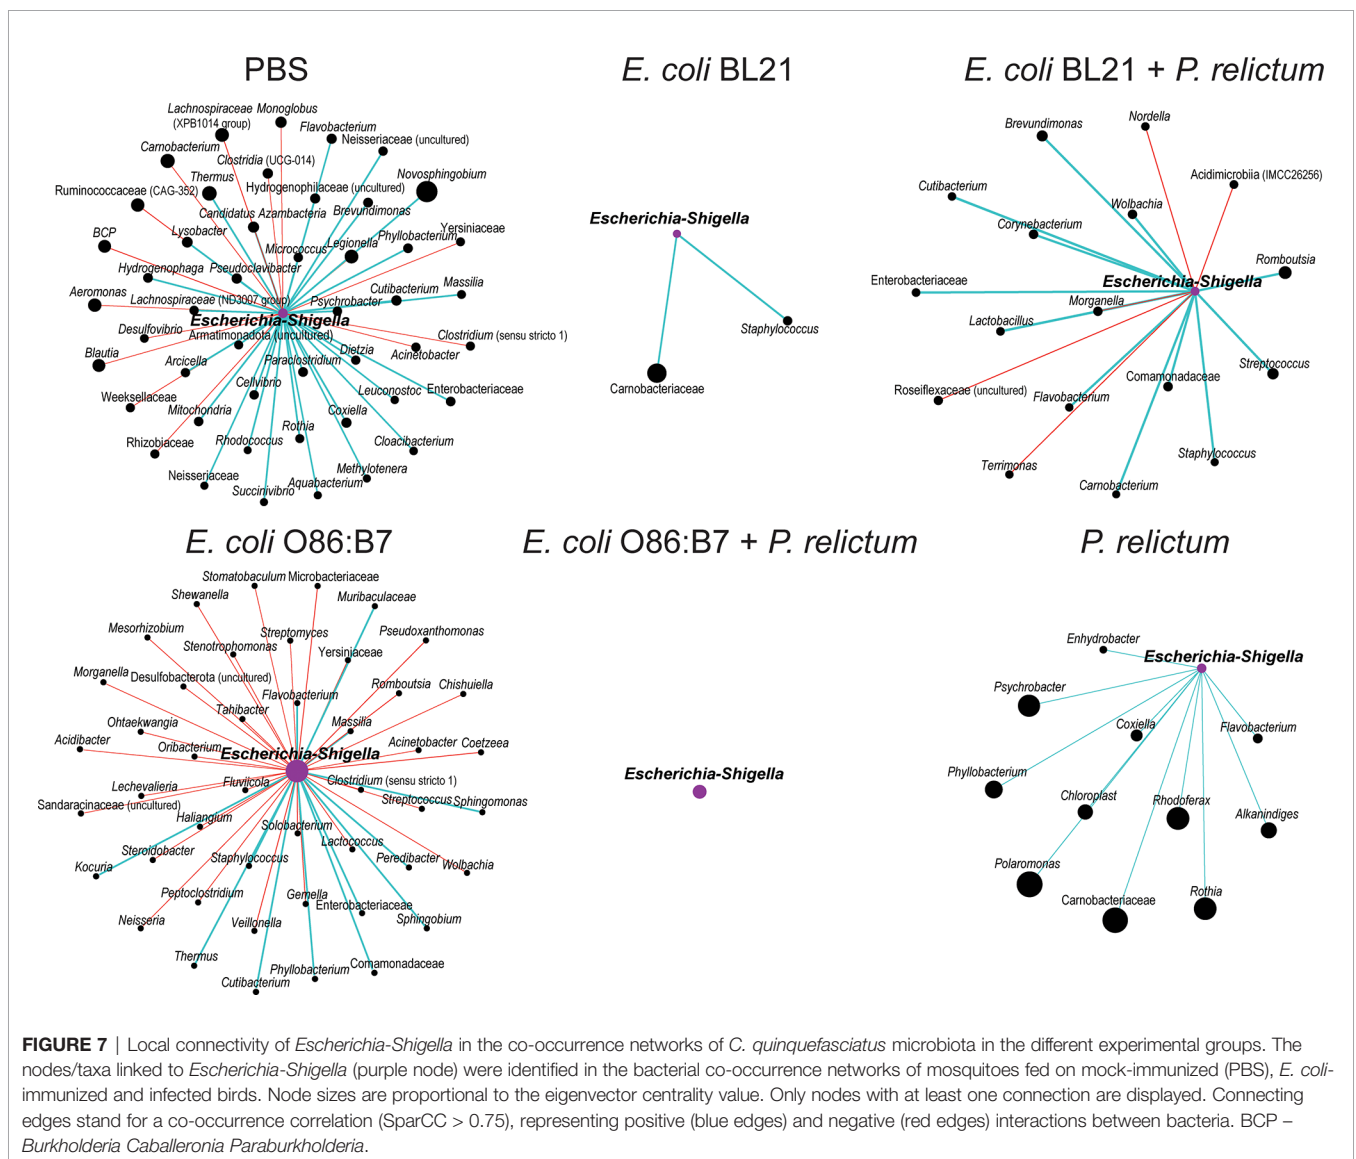 PBS
E. coli BL21
E. coli BL21 + P. relictum
Lachnospiraceae
(XPB1014 group)
Monoglobus
Flavobacterium
Neisseriaceae (uncultured)
Carnobacterium
Clostridia (UCG-014)
Thermus
Novosphingobium
Ruminococcaceae (CAG-352)
Hydrogenophilaceae (uncultured)
Candidatus Azambacteria
Brevundimonas
BCP
Lysobacter
Micrococcus
Legionella
Phyllobacterium
Yersiniaceae
Hydrogenophaga
Pseudoclavibacter
Massilia
Aeromonas
Lachnospiraceae (ND3007 group)
Psychrobacter
Cutibacterium
Escherichia-Shigella
Desulfovibrio
Armatimonadota (uncultured)
Clostridium (sensu stricto 1)
Acinetobacter
Blautia
Arcicella
Paraclostridium
Dietzia
Weeksellaceae
Cellvibrio
Leuconostoc
Enterobacteriaceae
Mitochondria
Coxiella
Rhizobiaceae
Rhodococcus
Rothia
Cloacibacterium
Neisseriaceae
Methylotenera
Succinivibrio
Aquabacterium
Escherichia-Shigella
Staphylococcus
Carnobacteriaceae
Nordella
Brevundimonas
Acidimicrobiia (IMCC26256)
Cutibacterium
Wolbachia
Corynebacterium
Romboutsia
Enterobacteriaceae
Escherichia-Shigella
Morganella
Lactobacillus
Streptococcus
Comamonadaceae
Roseiflexaceae (uncultured)
Flavobacterium
Staphylococcus
Terrimonas
Carnobacterium
E. coli O86:B7
E. coli O86:B7 + P. relictum
P. relictum
Stomatobaculum
Microbacteriaceae
Shewanella
Muribaculaceae
Mesorhizobium
Streptomyces
Pseudoxanthomonas
Stenotrophomonas
Yersiniaceae
Morganella
Desulfobacterota (uncultured)
Romboutsia
Chishuiella
Flavobacterium
Tahibacter
Ohtaekwangia
Massilia
Acidibacter
Oribacterium
Escherichia-Shigella
Acinetobacter
Coetzeea
Lechevalieria
Fluviicola
Clostridium (sensu stricto 1)
Sandaracinaceae (uncultured)
Streptococcus
Sphingomonas
Haliangium
Solobacterium
Steroidobacter
Staphylococcus
Lactococcus
Peredibacter
Wolbachia
Kocuria
Peptoclostridium
Gemella
Enterobacteriaceae
Neisseria
Veillonella
Sphingobium
Thermus
Phyllobacterium
Comamonadaceae
Cutibacterium
Escherichia-Shigella
Enhydrobacter
Escherichia-Shigella
Psychrobacter
Coxiella
Flavobacterium
Phyllobacterium
Chloroplast
Rhodoferax
Alkanindiges
Polaromonas
Carnobacteriaceae
Rothia
FIGURE 7 | Local connectivity of Escherichia-Shigella in the co-occurrence networks of C. quinquefasciatus microbiota in the different experimental groups. The
nodes/taxa linked to Escherichia-Shigella (purple node) were identified in the bacterial co-occurrence networks of mosquitoes fed on mock-immunized (PBS), E. coli-
immunized and infected birds. Node sizes are proportional to the eigenvector centrality value. Only nodes with at least one connection are displayed. Connecting
edges stand for a co-occurrence correlation (SparCC > 0.75), representing positive (blue edges) and negative (red edges) interactions between bacteria. BCP –
Burkholderia Caballeronia Paraburkholderia.